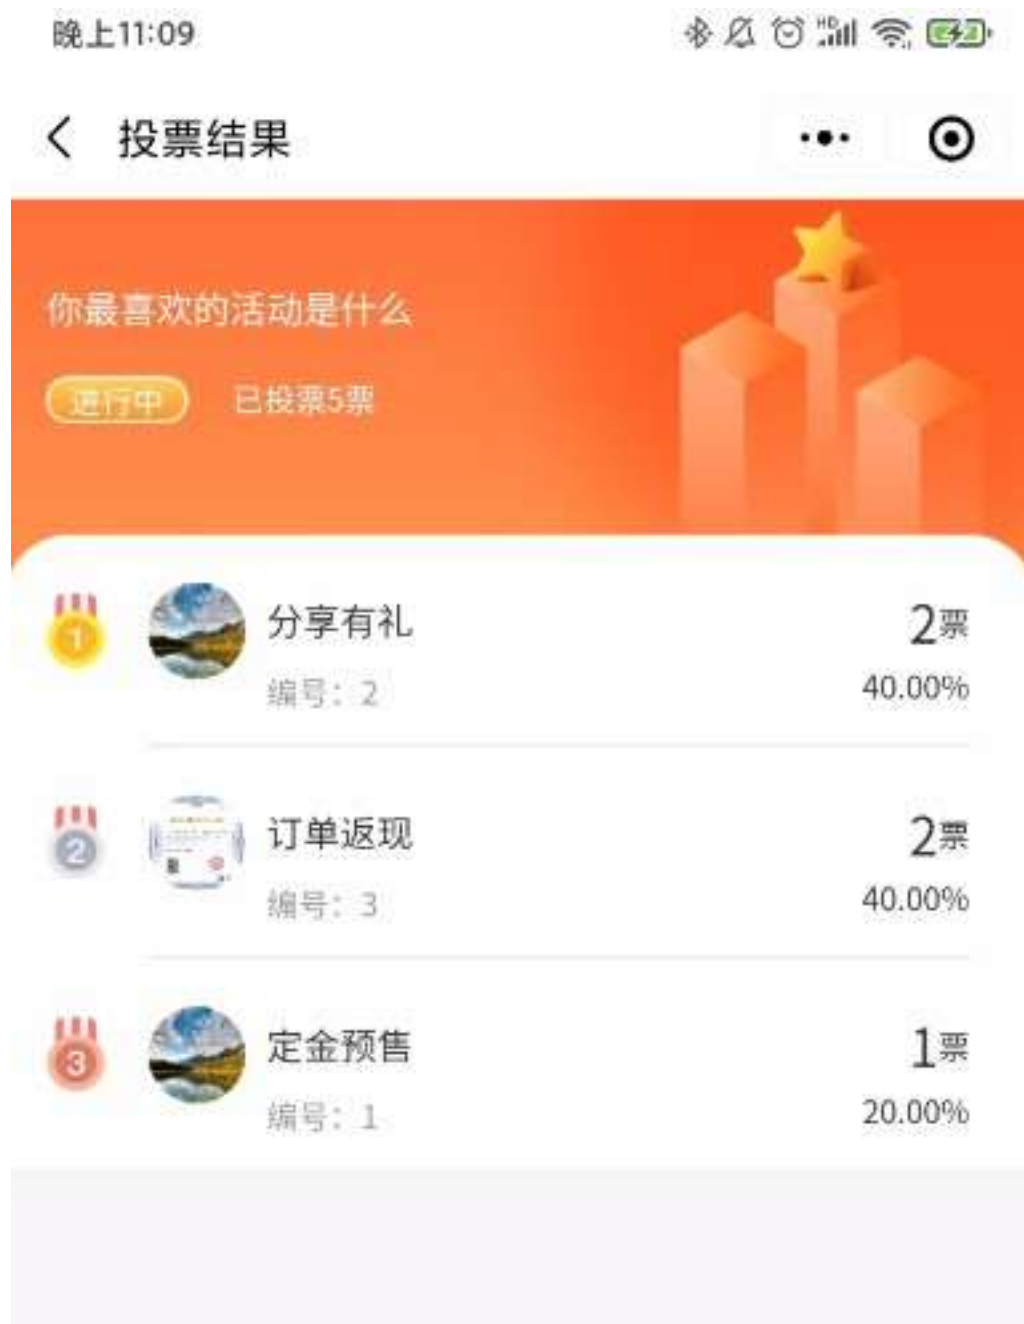 晚上11:09
HD
投票结果
你最喜欢的活动是什么
进行中 已投票5票
1 分享有礼 2票
编号：2 40.00%
2 订单返现 2票
编号：3 40.00%
3 定金预售 1票
编号：1 20.00%